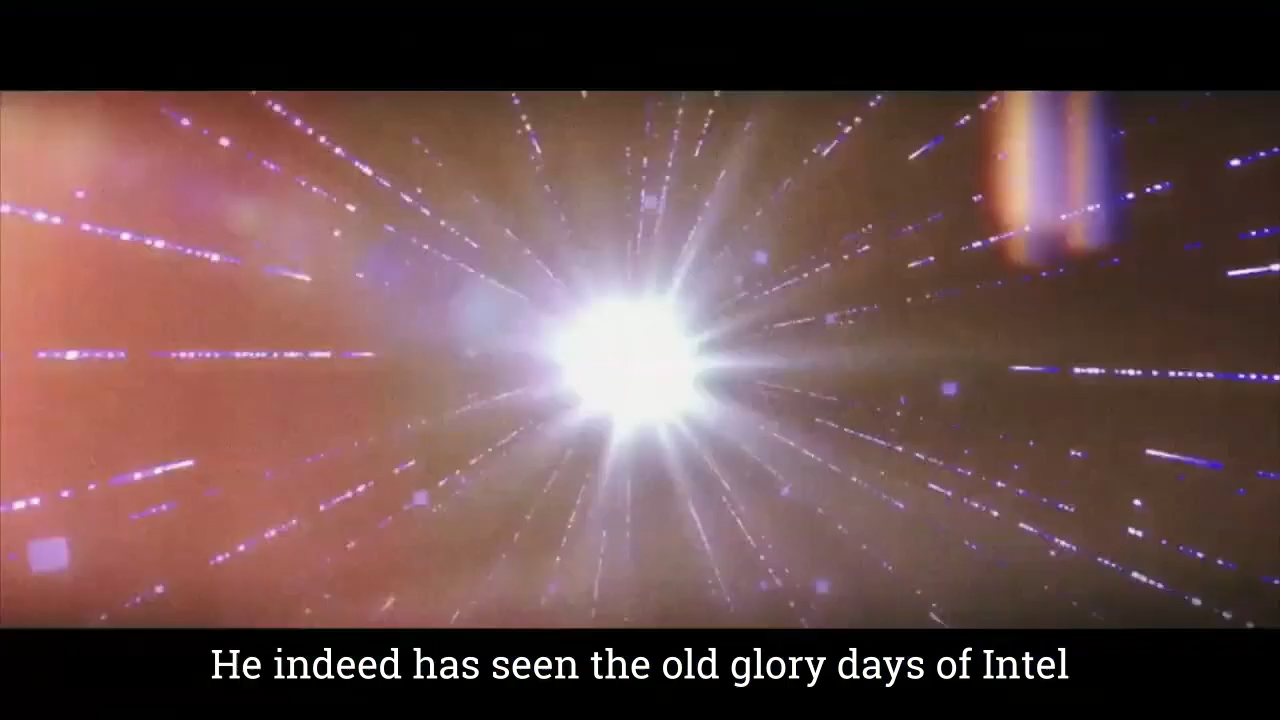 He indeed has seen the old glory days of Intel